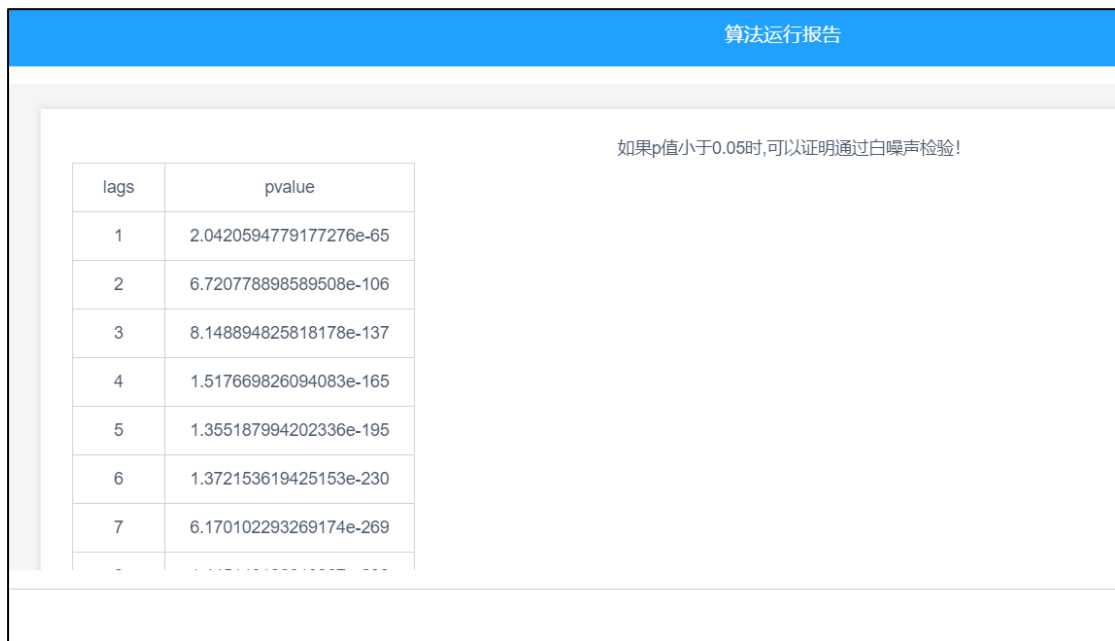 算法运行报告
如果p值小于0.05时,可以证明通过白噪声检验!
lags pvalue
1 2.0420594779177276e-65
2 6.720778898589508e-106
3 8.148894825818178e-137
4 1.517669826094083e-165
5 1.355187994202336e-195
6 1.372153619425153e-230
7 6.170102293269174e-269